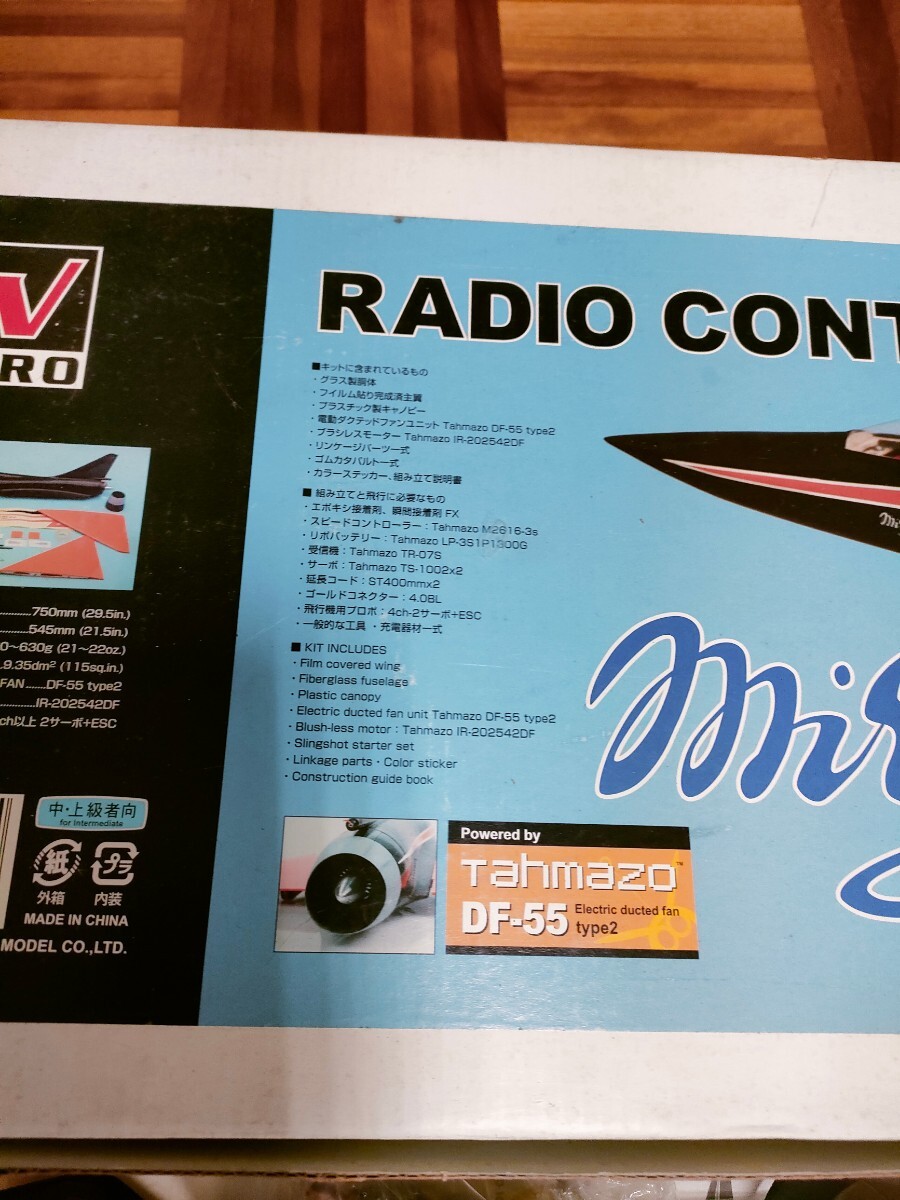 RADIO CONT
RO
■キットに含まれているもの
・グラス製胴体
・フイルム貼り完成済主翼
・プラスチック製キャノピー
・電動ダクテッドファンユニット Tahmazo DF-55 type2
・ブラシレスモーター Tahmazo IR-202542DF
・リンケージパーツ一式
・ゴムカタパルト一式
・カラーステッカー、組み立て説明書
■ 組み立てと飛行に必要なもの
・エポキシ接着剤、瞬間接着剤 FX
・スピードコントローラー：Tahmazo M2616-3s
・リポバッテリー：Tahmazo LP-3S1P1300G
・受信機：Tahmazo TR-07S
・サーボ：Tahmazo TS-1002x2
・延長コード：ST400mmx2
・ゴールドコネクター：4.0BL
・飛行機用プロポ：4ch-2サーボ+ESC
・一般的な工具 ・充電器材一式
■ KIT INCLUDES
・Film covered wing
・Fiberglass fuselage
・Plastic canopy
・Electric ducted fan unit Tahmazo DF-55 type2
・Blush-less motor : Tahmazo IR-202542DF
・Slingshot starter set
・Linkage parts・Color sticker
・Construction guide book
750mm (29.5in.)
545mm (21.5in.)
0〜630g (21〜22oz.)
9.35dm² (115sq.in.)
FAN......DF-55 type2
IR-202542DF
ch以上 2サーボ+ESC
中・上級者向
for Intermediate
紙
プラ
外箱
内装
MADE IN CHINA
MODEL CO.,LTD.
Powered by
Tahmazo™
DF-55 Electric ducted fan
type2